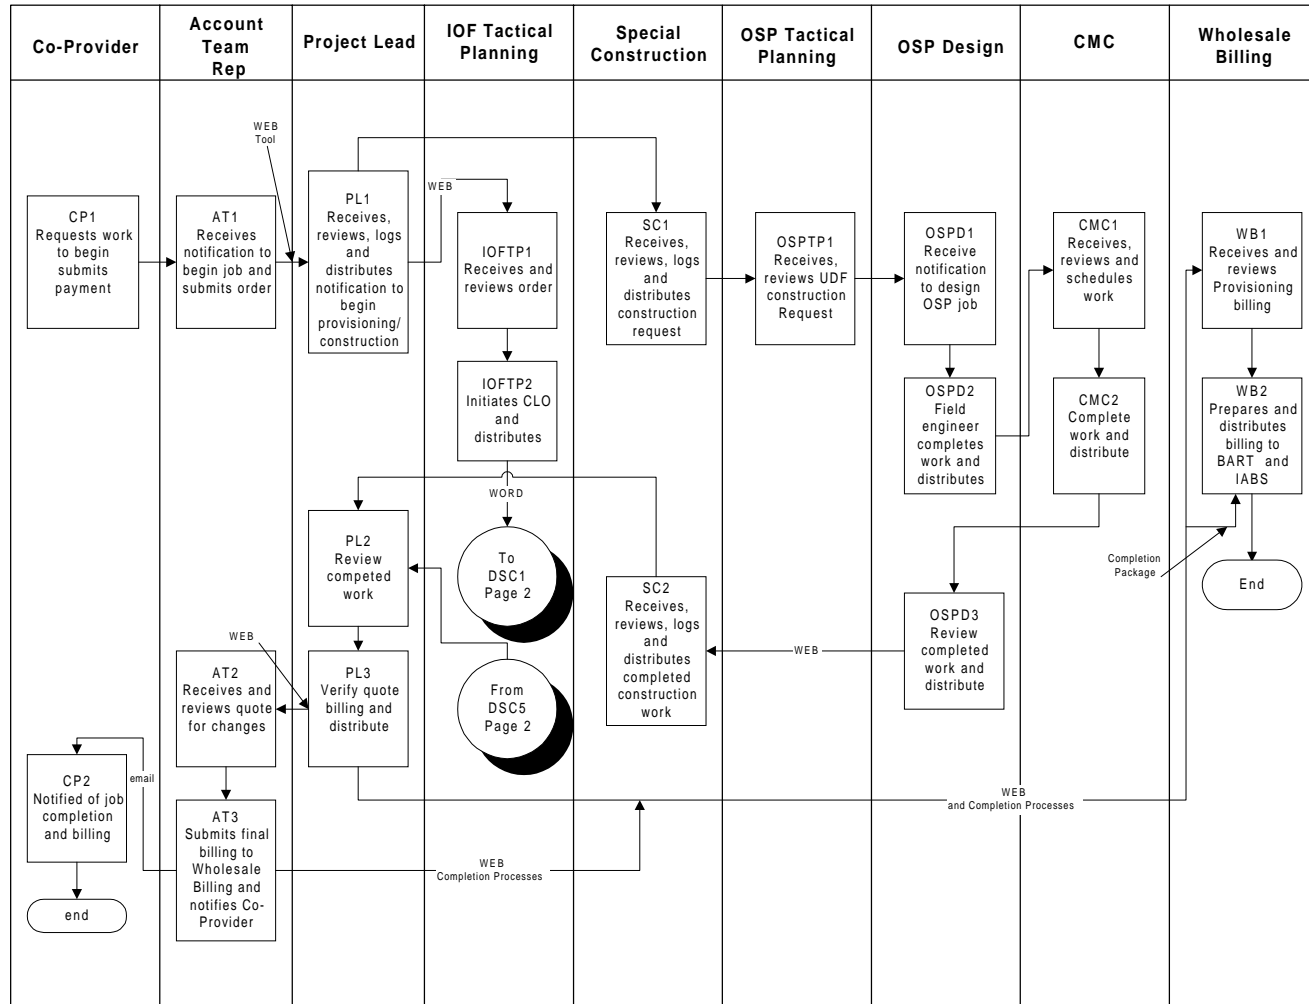 Co-Provider
Account
Team
Rep
Project Lead
IOF Tactical
Planning
Special
Construction
OSP Tactical
Planning
OSP Design
CMC
Wholesale
Billing
WEB
Tool
WEB
CP1
Requests work
to begin
submits
payment
AT1
Receives
notification to
begin job and
submits order
PL1
Receives,
reviews, logs
and
distributes
notification to
begin
provisioning/
construction
IOFTP1
Receives and
reviews order
SC1
Receives,
reviews, logs
and
distributes
construction
request
OSPTP1
Receives,
reviews UDF
construction
Request
OSPD1
Receive
notification
to design
OSP job
CMC1
Receives,
reviews and
schedules
work
WB1
Receives and
reviews
Provisioning
billing
IOFTP2
Initiates CLO
and
distributes
OSPD2
Field
engineer
completes
work and
distributes
CMC2
Complete
work and
distribute
WB2
Prepares and
distributes
billing to
BART and
IABS
WORD
PL2
Review
competed
work
To
DSC1
Page 2
SC2
Receives,
reviews, logs
and
distributes
completed
construction
work
Completion
Package
End
OSPD3
Review
completed
work and
distribute
WEB
WEB
AT2
Receives and
reviews quote
for changes
PL3
Verify quote
billing and
distribute
From
DSC5
Page 2
CP2
Notified of job
completion
and billing
email
AT3
Submits final
billing to
Wholesale
Billing and
notifies Co-
Provider
WEB
Completion Processes
WEB
and Completion Processes
end